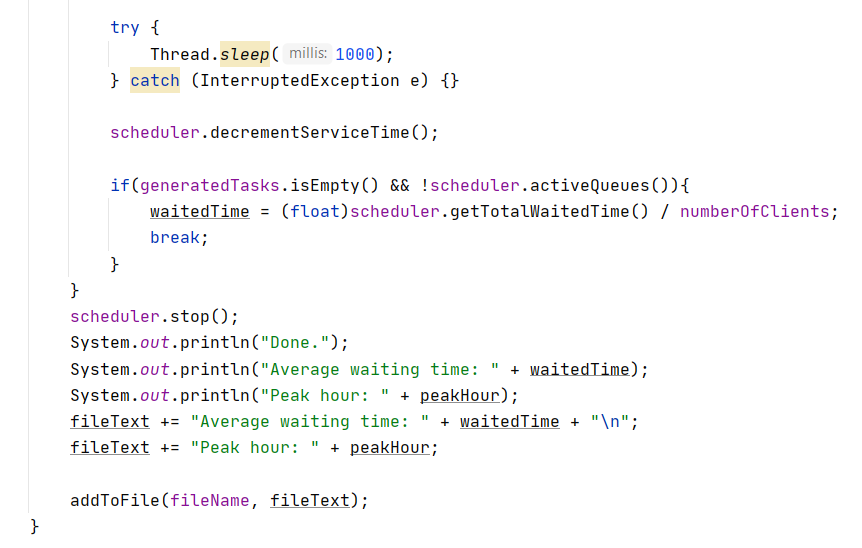 try {
Thread.sleep( millis: 1000);
} catch (InterruptedException e) {}
scheduler.decrementServiceTime();
if(generatedTasks.isEmpty() && !scheduler.activeQueues()){
waitedTime = (float)scheduler.getTotalWaitedTime() / numberOfClients;
break;
}
}
scheduler.stop();
System.out.println("Done.");
System.out.println("Average waiting time: " + waitedTime);
System.out.println("Peak hour: " + peakHour);
fileText += "Average waiting time: " + waitedTime + "\n";
fileText += "Peak hour: " + peakHour;
addToFile(fileName, fileText);
}